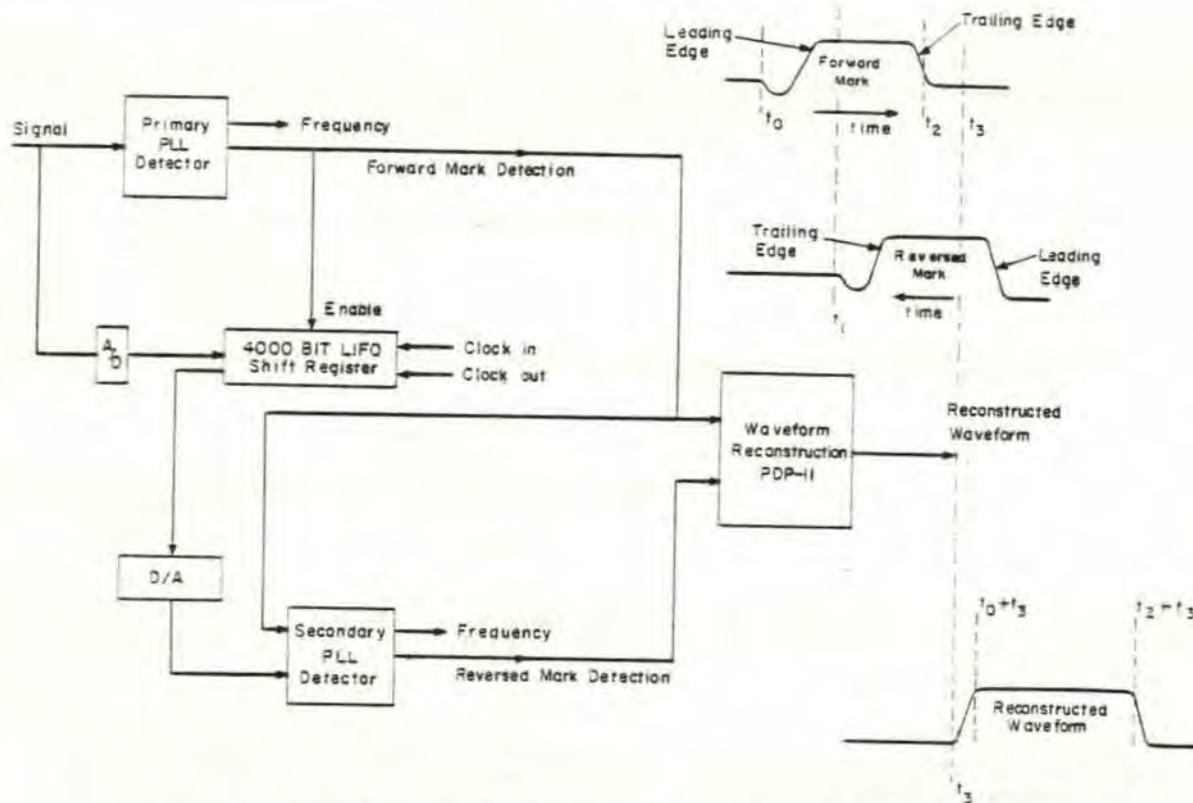 Signal
Primary
PLL
Detector
Frequency
Forward Mark Detection
Enable
A/D
4000 BIT LIFO
Shift Register
Clock in
Clock out
D/A
Secondary
PLL
Detector
Frequency
Reversed Mark Detection
Waveform
Reconstruction
PDP-11
Reconstructed
Waveform
Leading
Edge
Trailing Edge
Forward
Mark
time
t0
t2
t3
Trailing
Edge
Reversed
Mark
time
Leading
Edge
t1
t0+t3
t2+t3
Reconstructed
Waveform
t3